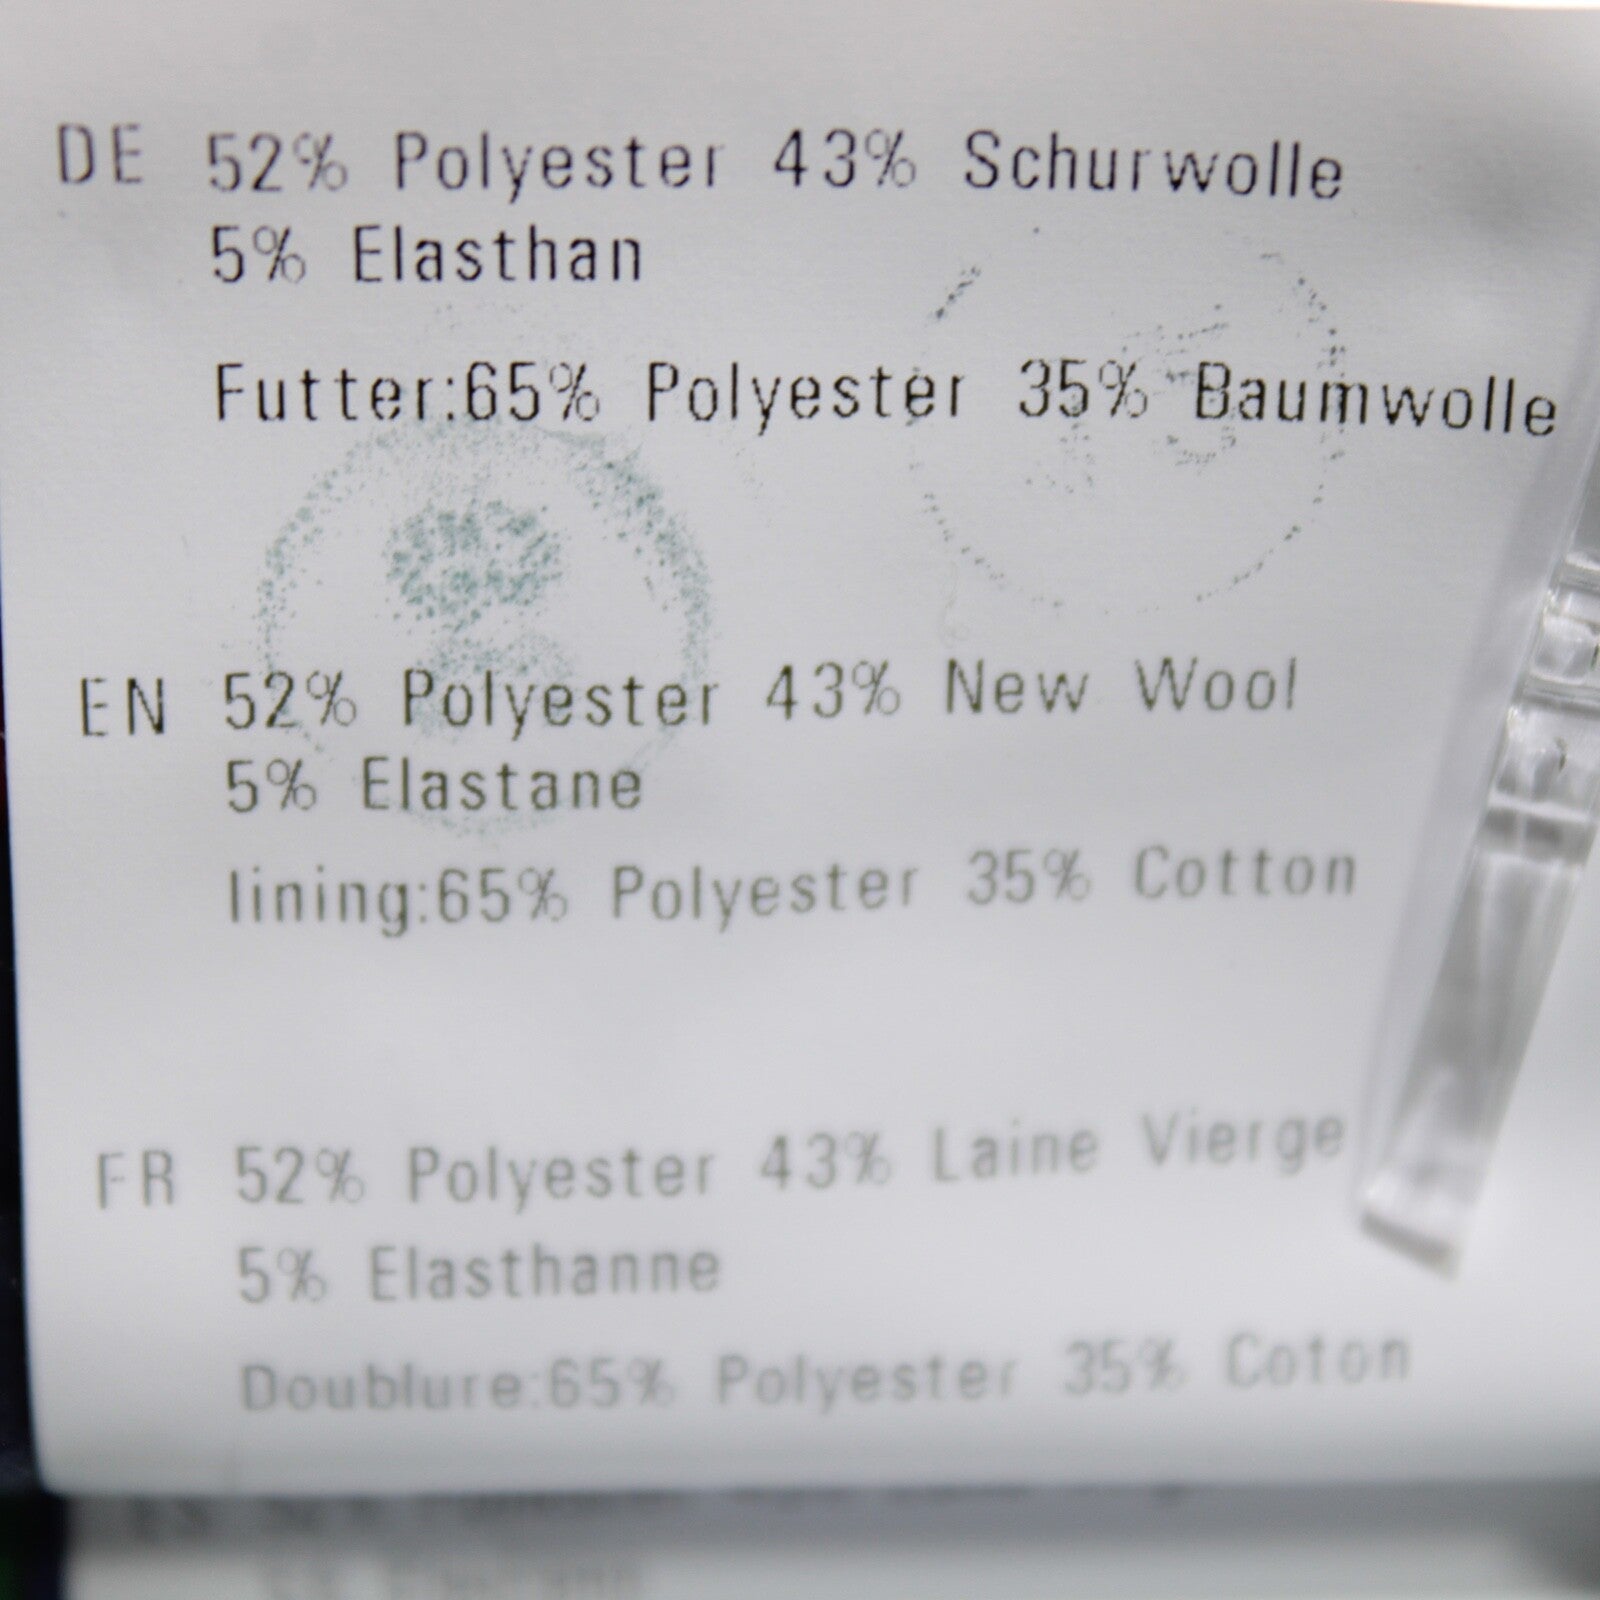 DE 52% Polyester 43% Schurwolle
5% Elasthan
Futter:65% Polyester 35% Baumwolle
EN 52% Polyester 43% New Wool
5% Elastane
lining:65% Polyester 35% Cotton
FR 52% Polyester 43% Laine Vierge
5% Elasthanne
Doublure:65% Polyester 35% Coton